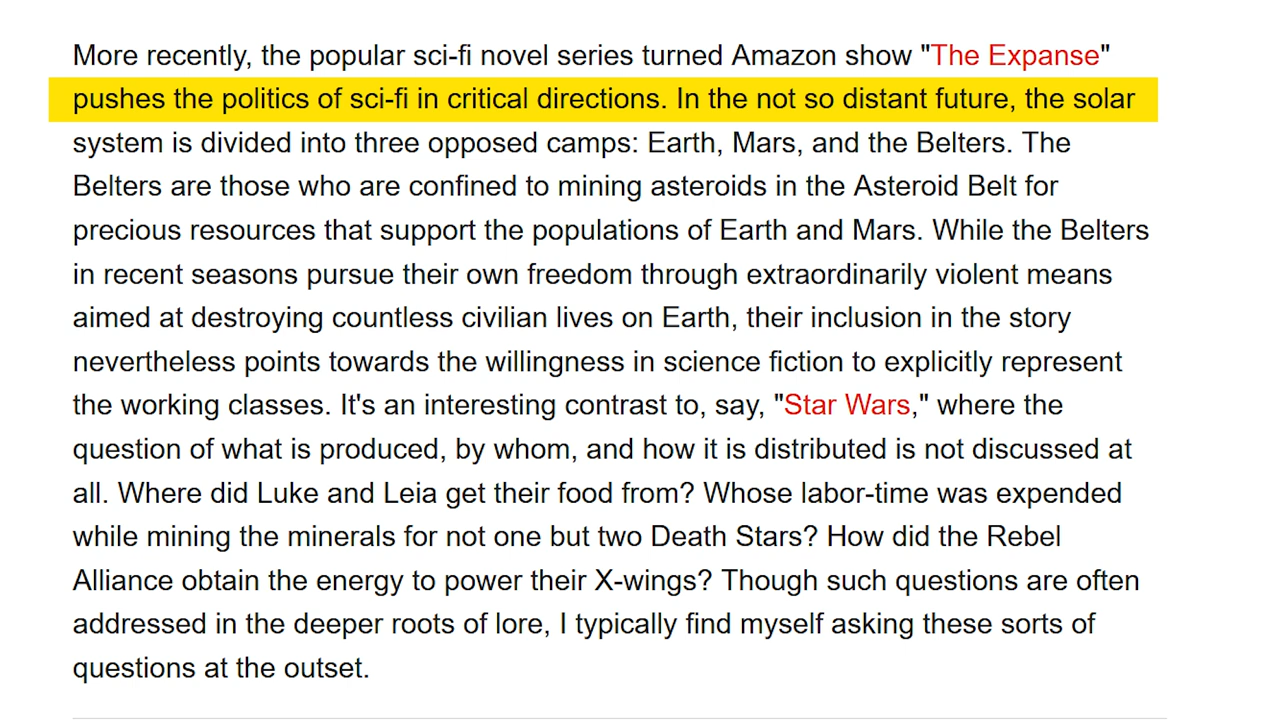 More recently, the popular sci-fi novel series turned Amazon show "The Expanse"
pushes the politics of sci-fi in critical directions. In the not so distant future, the solar
system is divided into three opposed camps: Earth, Mars, and the Belters. The
Belters are those who are confined to mining asteroids in the Asteroid Belt for
precious resources that support the populations of Earth and Mars. While the Belters
in recent seasons pursue their own freedom through extraordinarily violent means
aimed at destroying countless civilian lives on Earth, their inclusion in the story
nevertheless points towards the willingness in science fiction to explicitly represent
the working classes. It's an interesting contrast to, say, "Star Wars," where the
question of what is produced, by whom, and how it is distributed is not discussed at
all. Where did Luke and Leia get their food from? Whose labor-time was expended
while mining the minerals for not one but two Death Stars? How did the Rebel
Alliance obtain the energy to power their X-wings? Though such questions are often
addressed in the deeper roots of lore, I typically find myself asking these sorts of
questions at the outset.